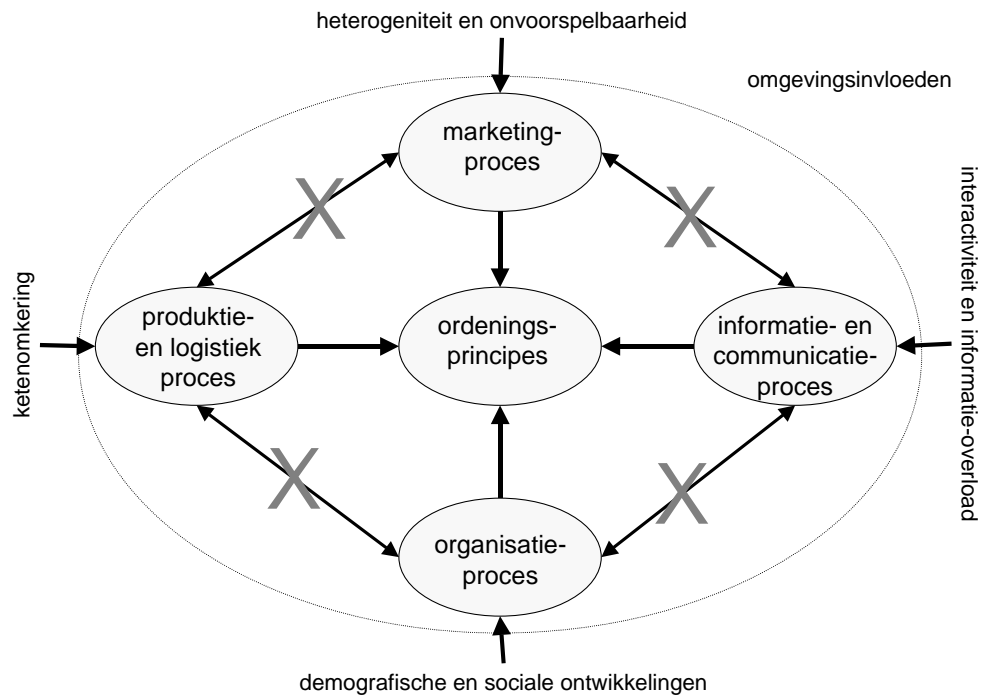 heterogeniteit en onvoorspelbaarheid
omgevingsinvloeden
marketing-
proces
X
X
interactiviteit en informatie-overload
ketenomkering
produktie-
en logistiek
proces
ordenings-
principes
informatie- en
communicatie-
proces
X
X
organisatie-
proces
demografische en sociale ontwikkelingen